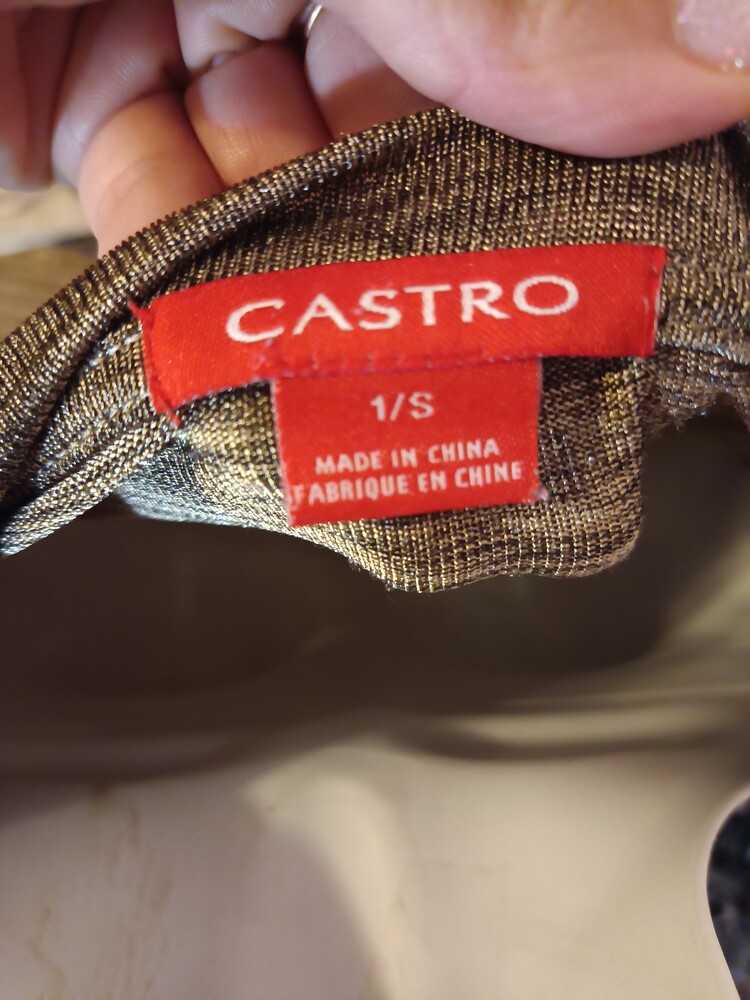 CASTRO
1/S
MADE IN CHINA
FABRIQUE EN CHINE